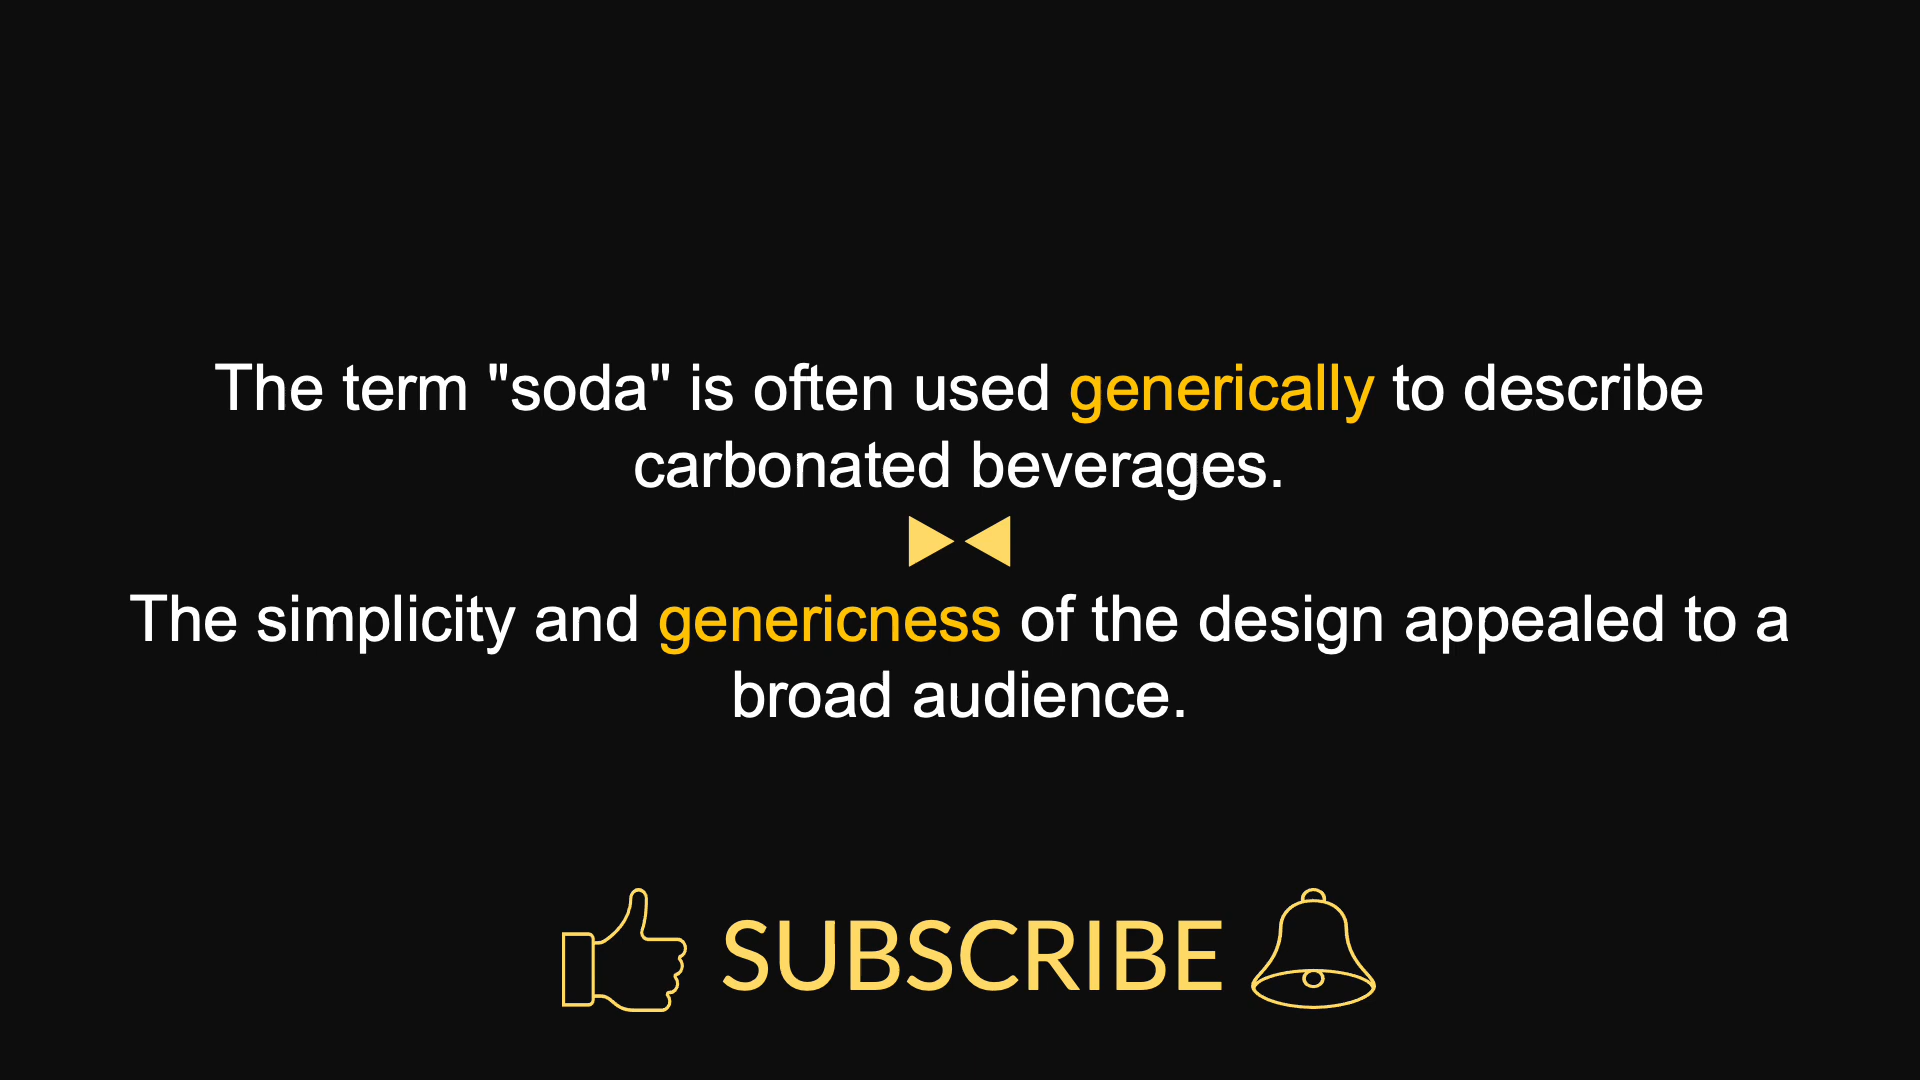 The term "soda" is often used generically to describe
carbonated beverages.
The simplicity and genericness of the design appealed to a
broad audience.
SUBSCRIBE